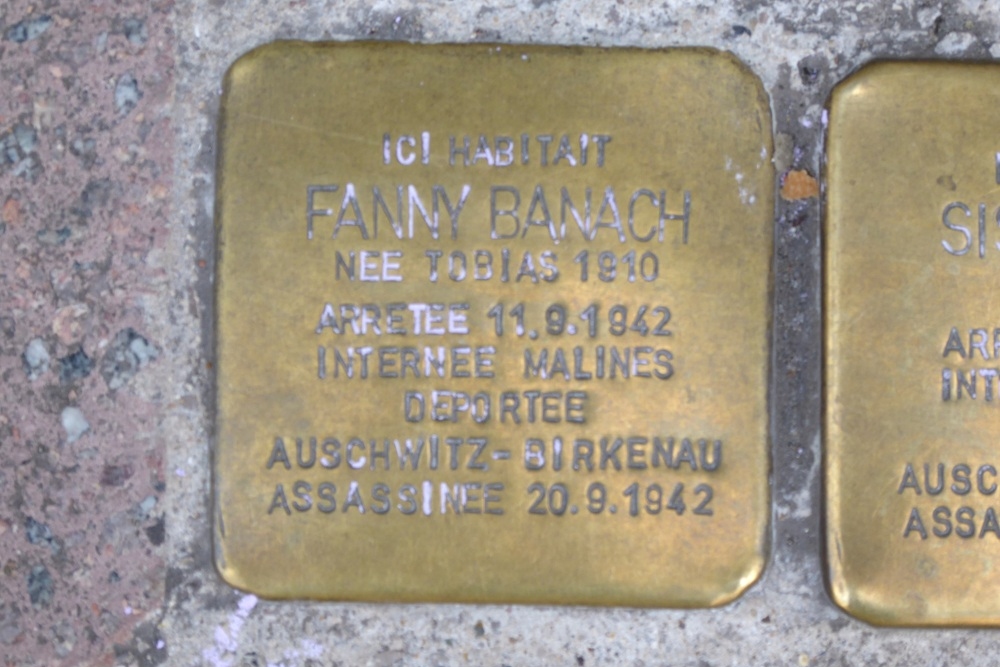 ICI HABITAIT
FANNY BANACH
NEE TOBIAS 1910
ARRETEE 11.9.1942
INTERNEE MALINES
DEPORTEE
AUSCHWITZ-BIRKENAU
ASSASSINEE 20.9.1942